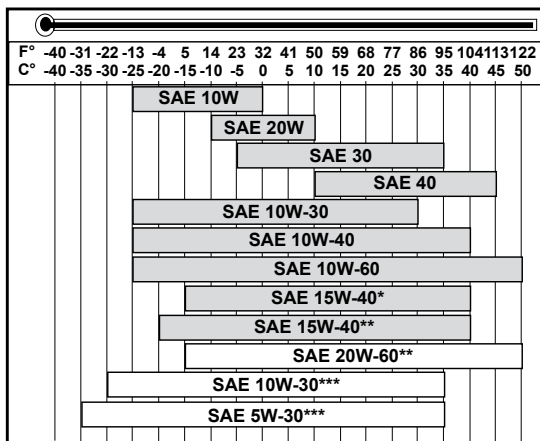 F° -40 -31 -22 -13 -4 5 14 23 32 41 50 59 68 77 86 95 104 113 122
C° -40 -35 -30 -25 -20 -15 -10 -5 0 5 10 15 20 25 30 35 40 45 50
SAE 10W
SAE 20W
SAE 30
SAE 40
SAE 10W-30
SAE 10W-40
SAE 10W-60
SAE 15W-40*
SAE 15W-40**
SAE 20W-60**
SAE 10W-30***
SAE 5W-30***